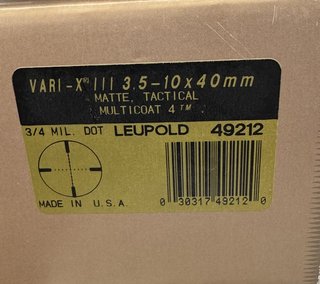 VARI-X® III 3.5-10x40mm
MATTE, TACTICAL
MULTICOAT 4™
3/4 MIL. DOT LEUPOLD 49212
MADE IN U.S.A.
0 30317 49212 0